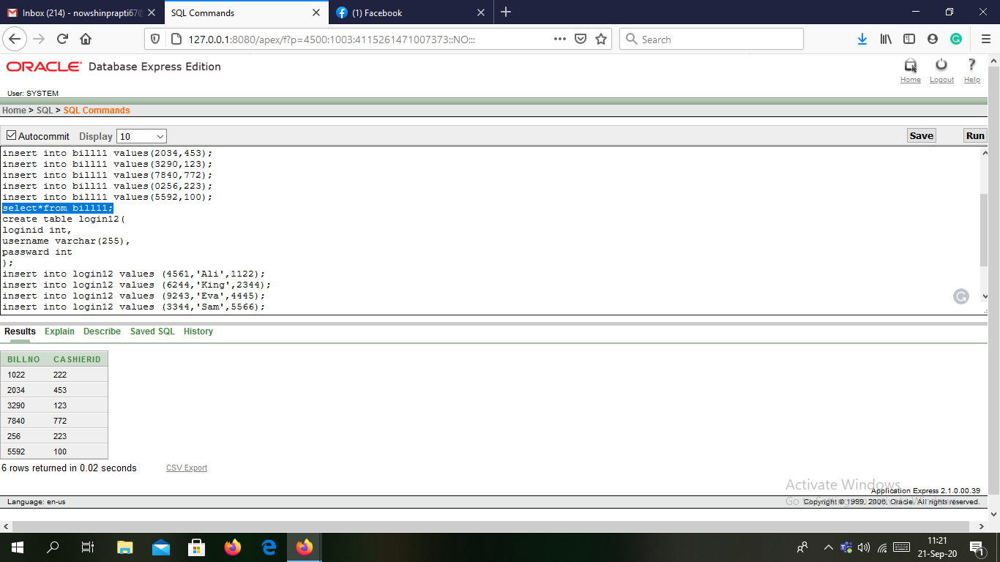 Inbox (214) - nowshinprapti67@
SQL Commands
(1) Facebook
127.0.0.1:8080/apex/f?p=4500:1003:4115261471007373::NO:::
Search
ORACLE Database Express Edition
Home Logout Help
User: SYSTEM
Home > SQL > SQL Commands
Autocommit Display 10 Save Run
insert into bill11 values(2034,453);
insert into bill11 values(3290,123);
insert into bill11 values(7840,772);
insert into bill11 values(0256,223);
insert into bill11 values(5592,100);
select*from bill11;
create table login12(
loginid int,
username varchar(255),
passward int
);
insert into login12 values (4561,'Ali',1122);
insert into login12 values (6244,'King',2344);
insert into login12 values (9243,'Eva',4445);
insert into login12 values (3344,'Sam',5566);
Results Explain Describe Saved SQL History
BILLNO CASHIERID
1022 222
2034 453
3290 123
7840 772
256 223
5592 100
6 rows returned in 0.02 seconds CSV Export
Activate Windows
Application Express 2.1.0.00.39
Go to Settings to activate Windows.
Language: en-us Copyright © 1999, 2006, Oracle. All rights reserved.
11:21
21-Sep-20
1